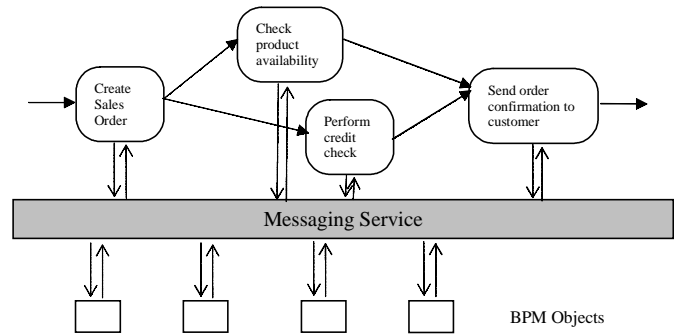 Create
Sales
Order
Check
product
availability
Perform
credit
check
Send order
confirmation to
customer
Messaging Service
BPM Objects